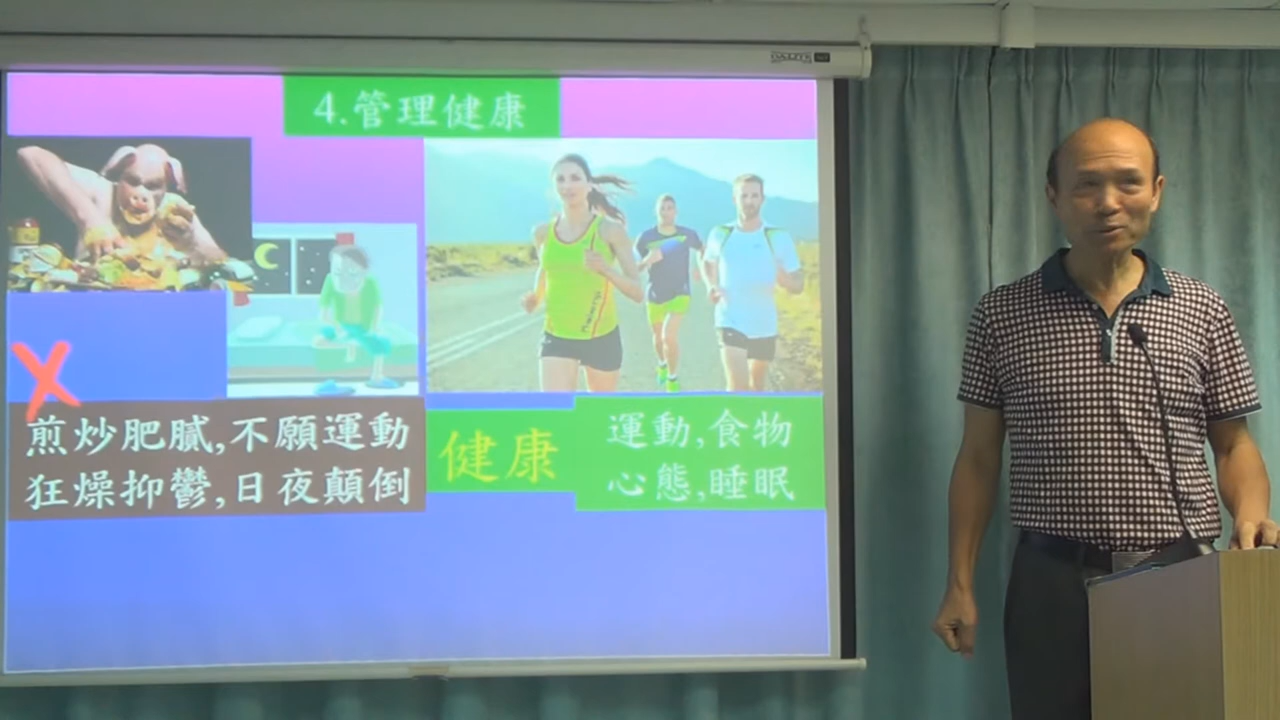 4.管理健康
X
煎炒肥膩,不願運動
狂燥抑鬱,日夜顛倒
健康
運動,食物
心態,睡眠